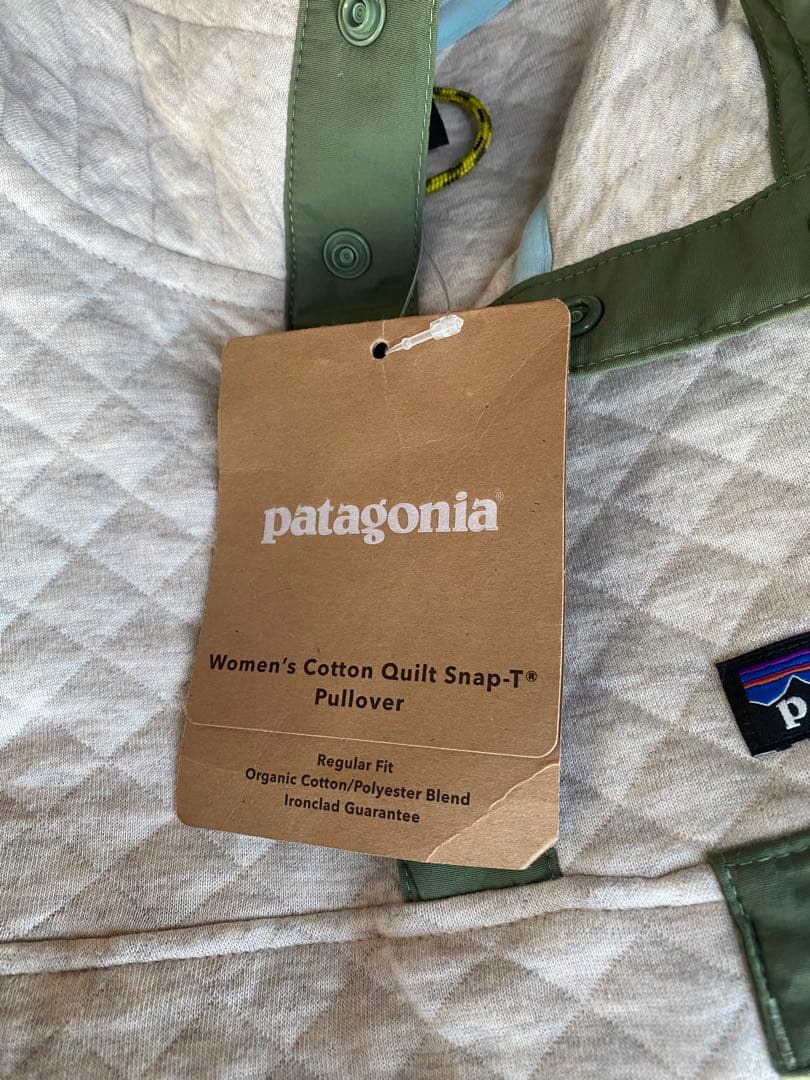 patagonia®
Women's Cotton Quilt Snap-T®
Pullover
Regular Fit
Organic Cotton/Polyester Blend
Ironclad Guarantee
p